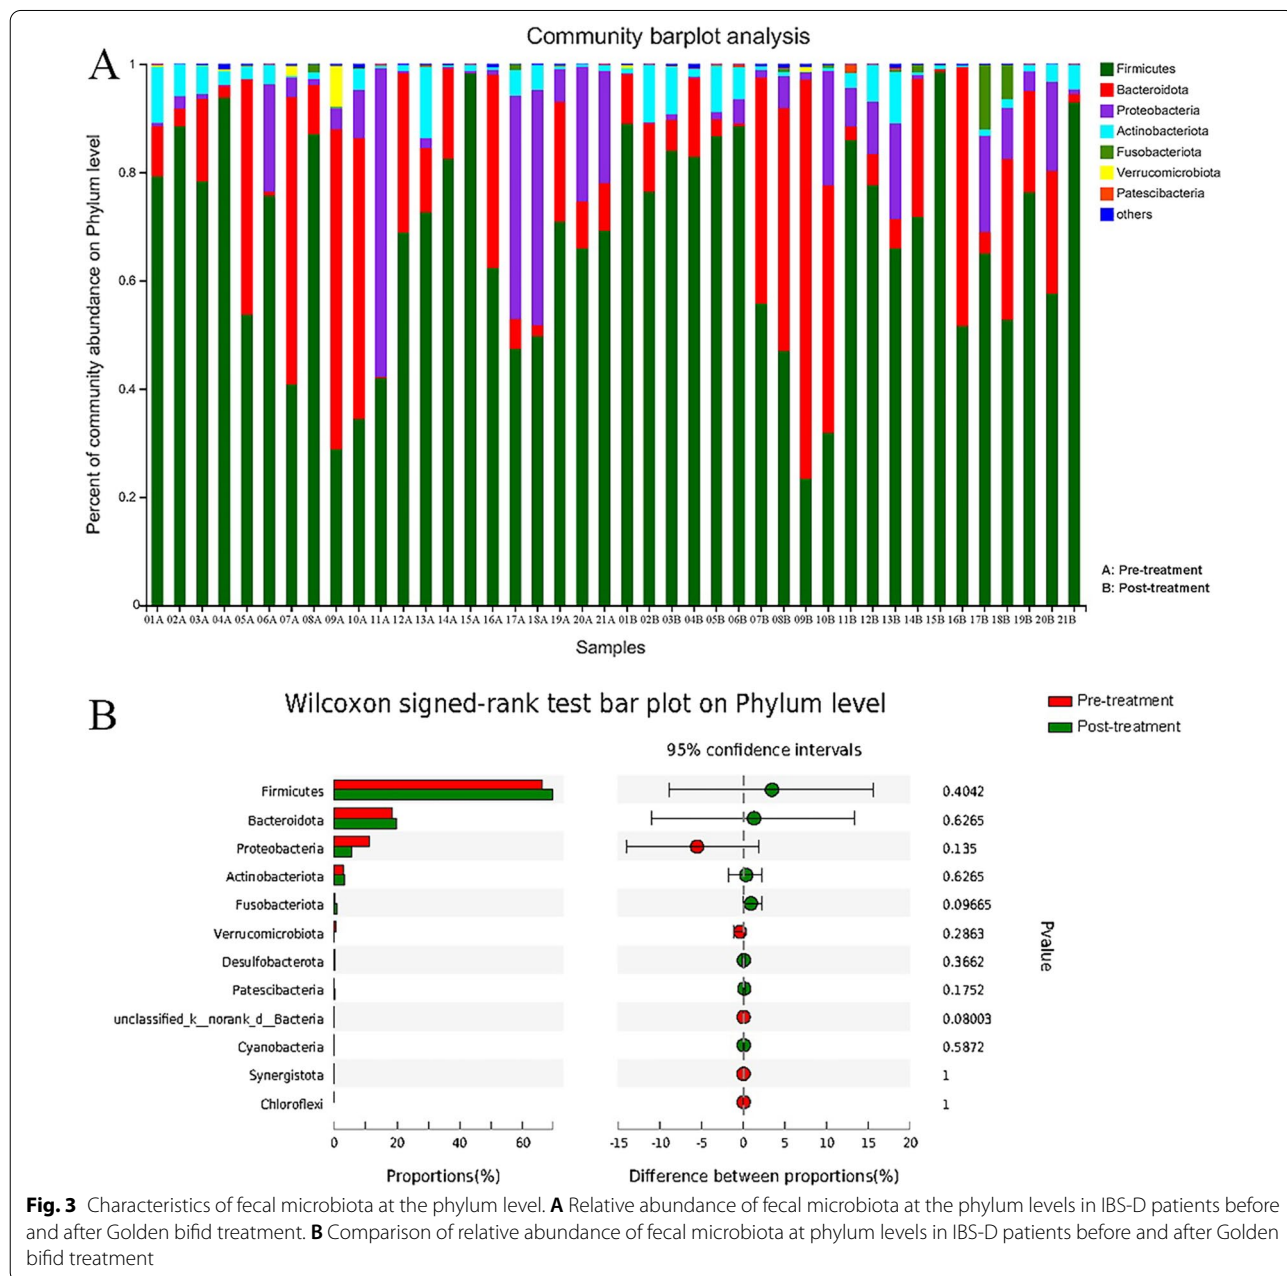 A
Community barplot analysis
Percent of community abundance on Phylum level
1
0.8
0.6
0.4
0.2
0
01A 02A 03A 04A 05A 06A 07A 08A 09A 10A 11A 12A 13A 14A 15A 16A 17A 18A 19A 20A 21A 01B 02B 03B 04B 05B 06B 07B 08B 09B 10B 11B 12B 13B 14B 15B 16B 17B 18B 19B 20B 21B
Samples
Firmicutes
Bacteroidota
Proteobacteria
Actinobacteriota
Fusobacteriota
Verrucomicrobiota
Patescibacteria
others
A: Pre-treatment
B: Post-treatment
B
Wilcoxon signed-rank test bar plot on Phylum level
Pre-treatment
Post-treatment
95% confidence intervals
Firmicutes 0.4042
Bacteroidota 0.6265
Proteobacteria 0.135
Actinobacteriota 0.6265
Fusobacteriota 0.09665
Verrucomicrobiota 0.2863
Desulfobacterota 0.3662
Patescibacteria 0.1752
unclassified_k__norank_d__Bacteria 0.08003
Cyanobacteria 0.5872
Synergistota 1
Chloroflexi 1
Pvalue
0 20 40 60 -15 -10 -5 0 5 10 15 20
Proportions(%) Difference between proportions(%)
Fig. 3 Characteristics of fecal microbiota at the phylum level. A Relative abundance of fecal microbiota at the phylum levels in IBS-D patients before
and after Golden bifid treatment. B Comparison of relative abundance of fecal microbiota at phylum levels in IBS-D patients before and after Golden
bifid treatment